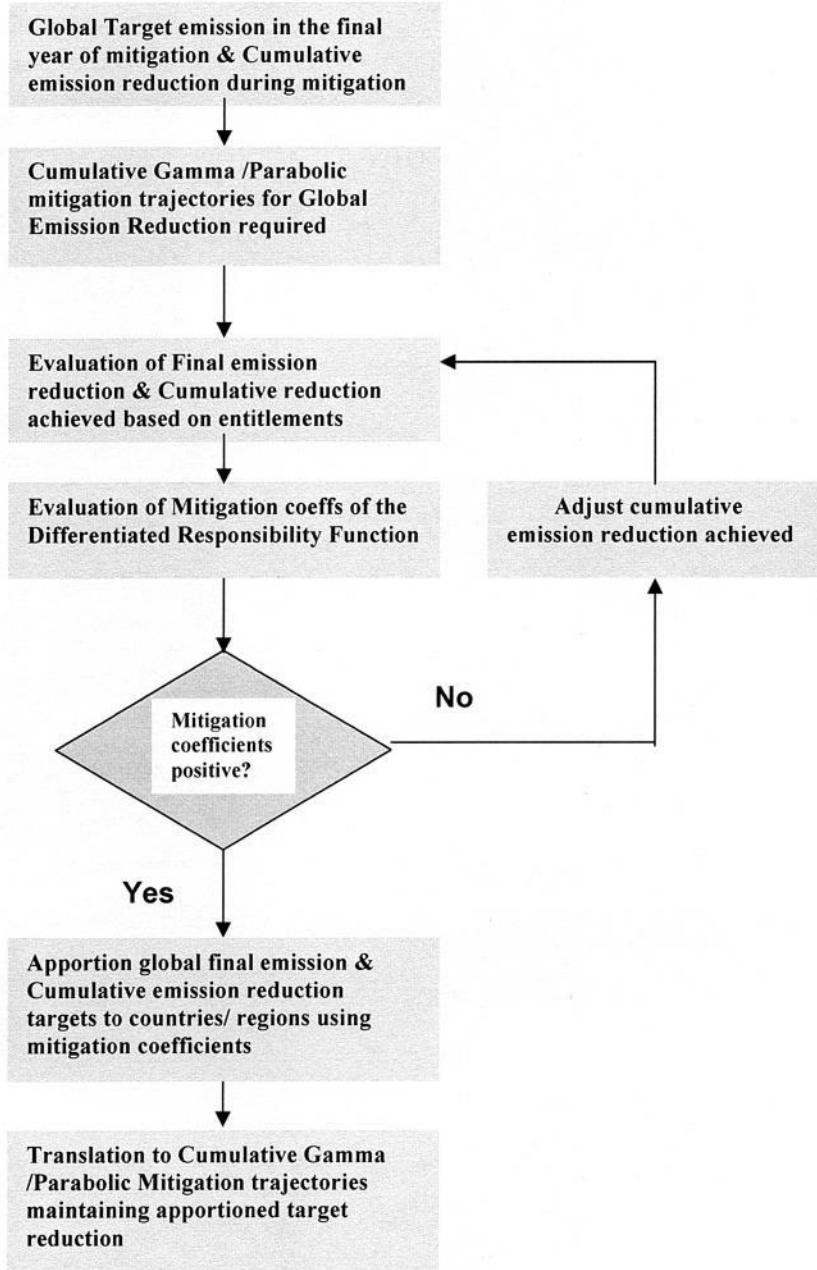 Global Target emission in the final
year of mitigation & Cumulative
emission reduction during mitigation
Cumulative Gamma /Parabolic
mitigation trajectories for Global
Emission Reduction required
Evaluation of Final emission
reduction & Cumulative reduction
achieved based on entitlements
Evaluation of Mitigation coeffs of the
Differentiated Responsibility Function
Adjust cumulative
emission reduction achieved
Mitigation
coefficients
positive?
No
Yes
Apportion global final emission &
Cumulative emission reduction
targets to countries/ regions using
mitigation coefficients
Translation to Cumulative Gamma
/Parabolic Mitigation trajectories
maintaining apportioned target
reduction